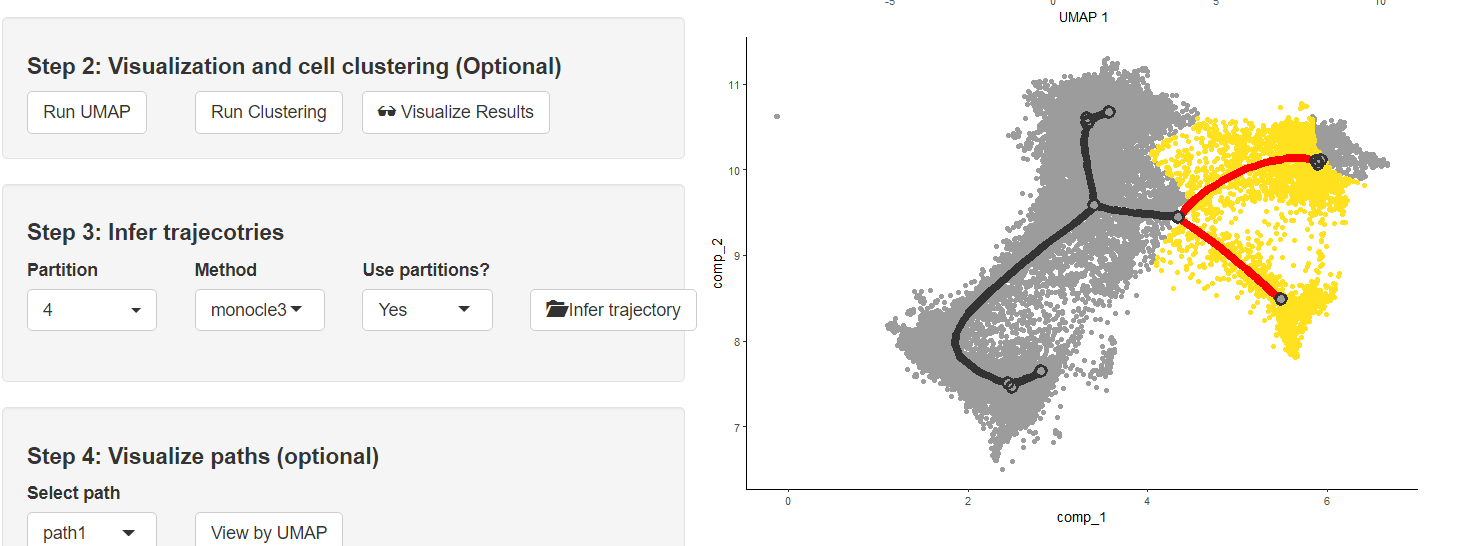 Step 2: Visualization and cell clustering (Optional)
Run UMAP
Run Clustering
Visualize Results
Step 3: Infer trajecotries
Partition
Method
Use partitions?
4
monocle3
Yes
Infer trajectory
Step 4: Visualize paths (optional)
Select path
path1
View by UMAP
-5
0
5
10
UMAP 1
11
10
9
8
7
comp_2
0
2
4
6
comp_1